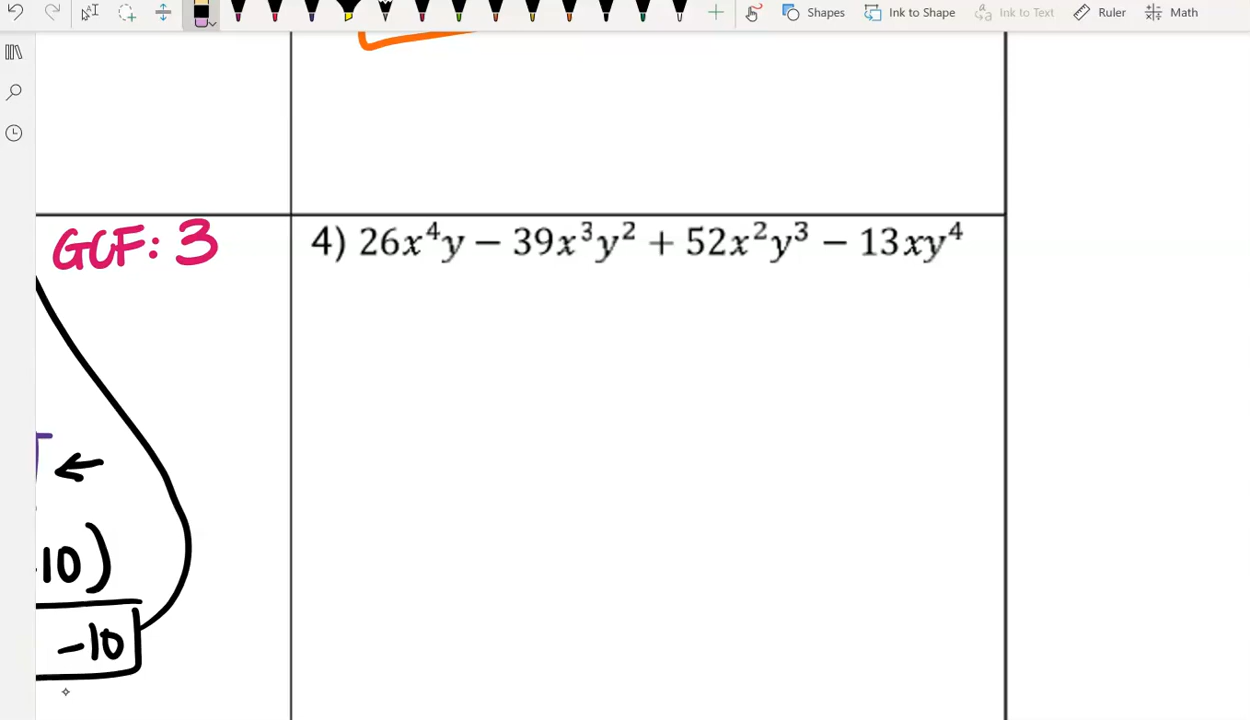 Shapes Ink to Shape Ink to Text Ruler Math
GCF: 3
4) 26x⁴y − 39x³y² + 52x²y³ − 13xy⁴
10)
−10